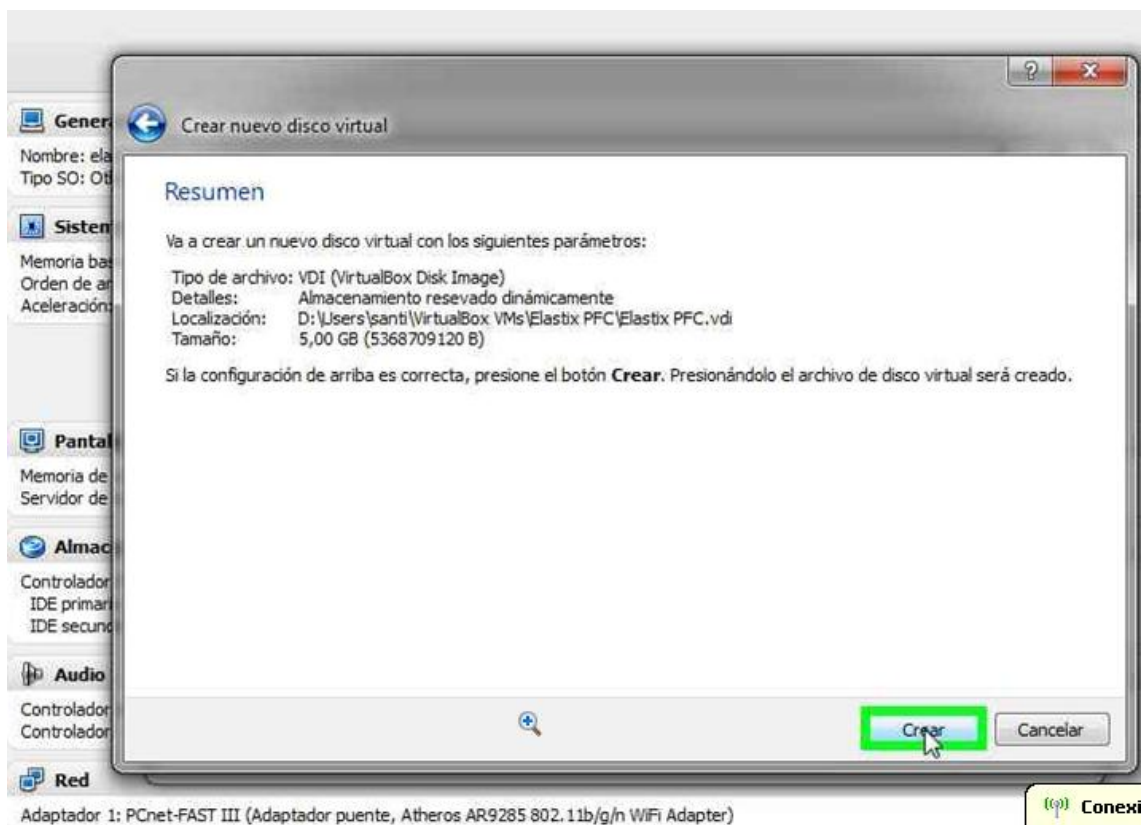 Crear nuevo disco virtual
Resumen
Va a crear un nuevo disco virtual con los siguientes parámetros:
Tipo de archivo: VDI (VirtualBox Disk Image)
Detalles: Almacenamiento resevado dinámicamente
Localización: D:\Users\santi\VirtualBox VMs\Elastix PFC\Elastix PFC.vdi
Tamaño: 5,00 GB (5368709120 B)
Si la configuración de arriba es correcta, presione el botón Crear. Presionándolo el archivo de disco virtual será creado.
Crear
Cancelar
Gener
Nombre: ela
Tipo SO: Ot
Sistem
Memoria bas
Orden de ar
Aceleración:
Pantal
Memoria de
Servidor de
Almac
Controlador
IDE primari
IDE secund
Audio
Controlador
Controlador
Red
Adaptador 1: PCnet-FAST III (Adaptador puente, Atheros AR9285 802.11b/g/n WiFi Adapter)
Conexi